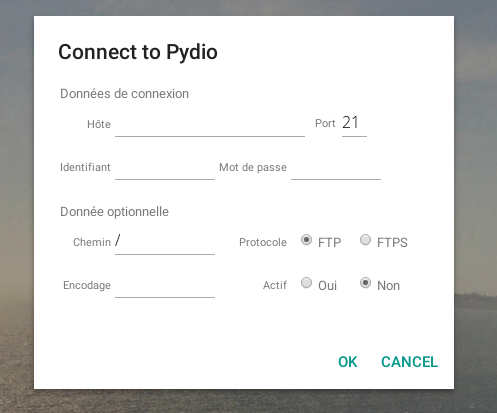 Connect to Pydio
Données de connexion
Hôte Port 21
Identifiant Mot de passe
Donnée optionnelle
Chemin / Protocole FTP FTPS
Encodage Actif Oui Non
OK CANCEL